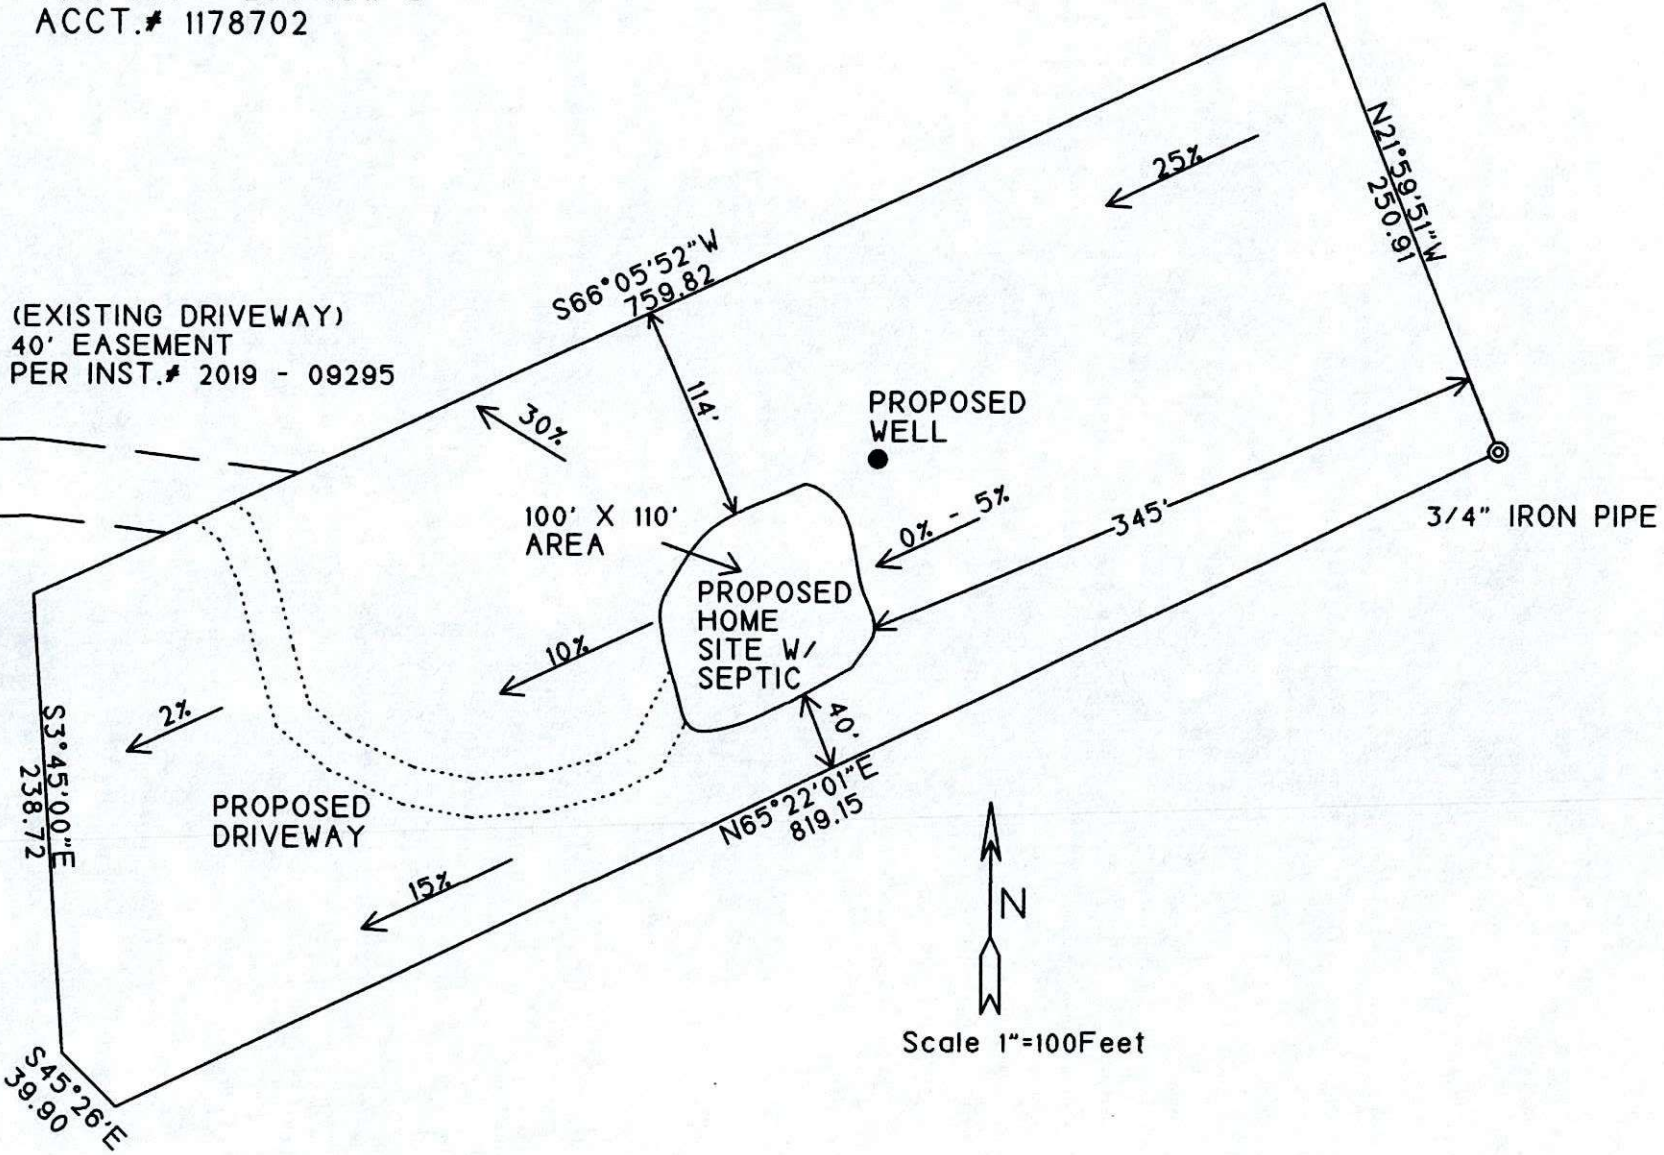 ACCT.# 1178702
N21°59'51"W
250.91
25%
S66°05'52"W
759.82
(EXISTING DRIVEWAY)
40' EASEMENT
PER INST.# 2019 - 09295
30%
114'
PROPOSED
WELL
100' X 110'
AREA
0% - 5%
345'
3/4" IRON PIPE
PROPOSED
HOME
SITE W/
SEPTIC
10%
2%
40'
S3°45'00"E
238.72
PROPOSED
DRIVEWAY
N65°22'01"E
819.15
15%
N
Scale 1"=100Feet
S45°26'E
39.90